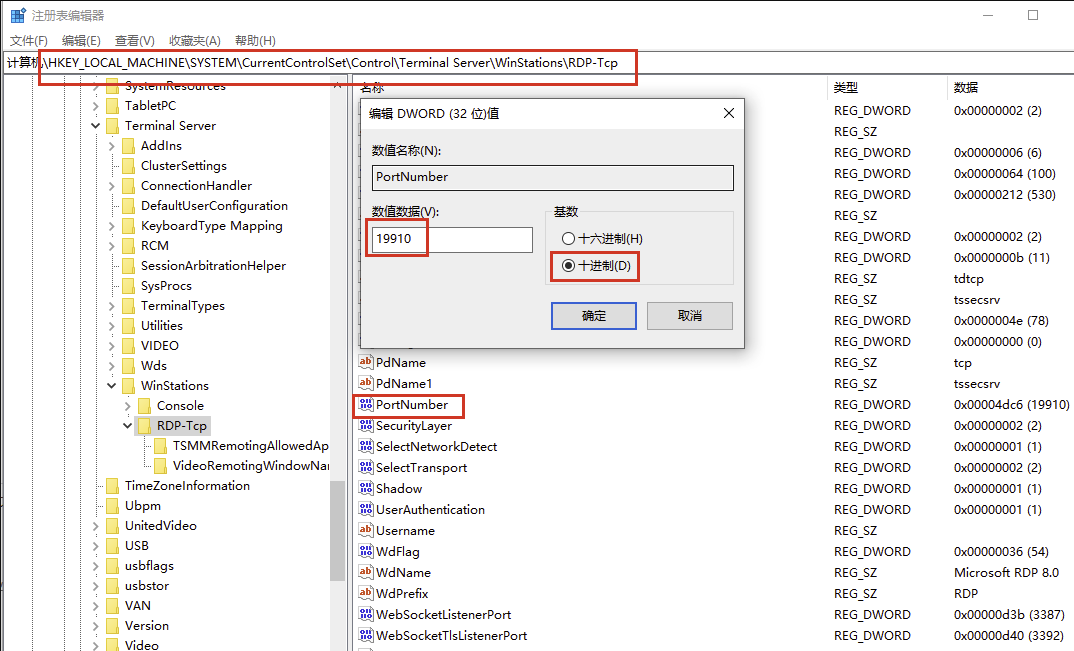 注册表编辑器
文件(F) 编辑(E) 查看(V) 收藏夹(A) 帮助(H)
计算机\HKEY_LOCAL_MACHINE\SYSTEM\CurrentControlSet\Control\Terminal Server\WinStations\RDP-Tcp
SystemResources
TabletPC
Terminal Server
AddIns
ClusterSettings
ConnectionHandler
DefaultUserConfiguration
KeyboardType Mapping
RCM
SessionArbitrationHelper
SysProcs
TerminalTypes
Utilities
VIDEO
Wds
WinStations
Console
RDP-Tcp
TSMMRemotingAllowedAp
VideoRemotingWindowNar
TimeZoneInformation
Ubpm
UnitedVideo
USB
usbflags
usbstor
VAN
Version
Video
名称 类型 数据
REG_DWORD 0x00000002 (2)
REG_SZ
REG_DWORD 0x00000006 (6)
REG_DWORD 0x00000064 (100)
REG_DWORD 0x00000212 (530)
REG_SZ
REG_DWORD 0x00000002 (2)
REG_DWORD 0x0000000b (11)
REG_SZ tdtcp
REG_SZ tssecsrv
REG_DWORD 0x0000004e (78)
REG_DWORD 0x00000000 (0)
PdName REG_SZ tcp
PdName1 REG_SZ tssecsrv
PortNumber REG_DWORD 0x00004dc6 (19910)
SecurityLayer REG_DWORD 0x00000002 (2)
SelectNetworkDetect REG_DWORD 0x00000001 (1)
SelectTransport REG_DWORD 0x00000002 (2)
Shadow REG_DWORD 0x00000001 (1)
UserAuthentication REG_DWORD 0x00000001 (1)
Username REG_SZ
WdFlag REG_DWORD 0x00000036 (54)
WdName REG_SZ Microsoft RDP 8.0
WdPrefix REG_SZ RDP
WebSocketListenerPort REG_DWORD 0x00000d3b (3387)
WebSocketTlsListenerPort REG_DWORD 0x00000d40 (3392)
编辑 DWORD (32 位)值
数值名称(N):
PortNumber
数值数据(V):
19910
基数
十六进制(H)
十进制(D)
确定 取消